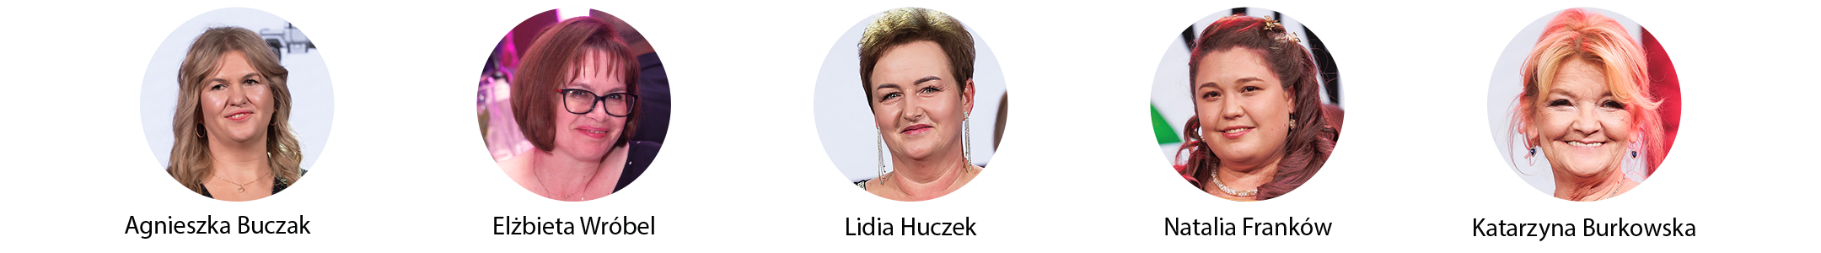 Agnieszka Buczak
Elżbieta Wróbel
Lidia Huczek
Natalia Franków
Katarzyna Burkowska